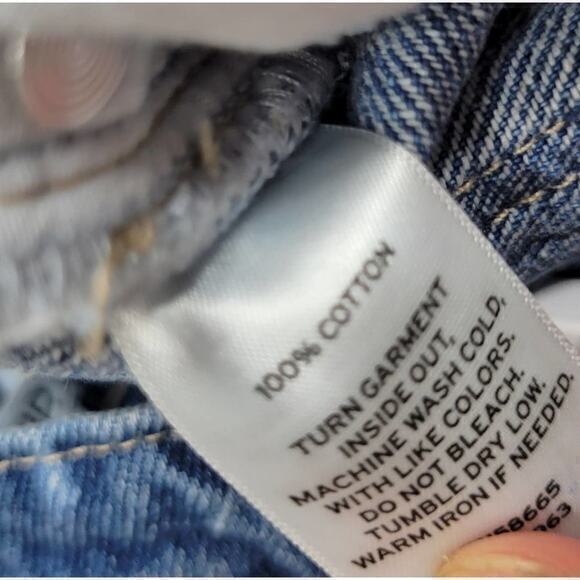 100% COTTON
TURN GARMENT
INSIDE OUT,
MACHINE WASH COLD,
WITH LIKE COLORS.
DO NOT BLEACH.
TUMBLE DRY LOW.
WARM IRON IF NEEDED.